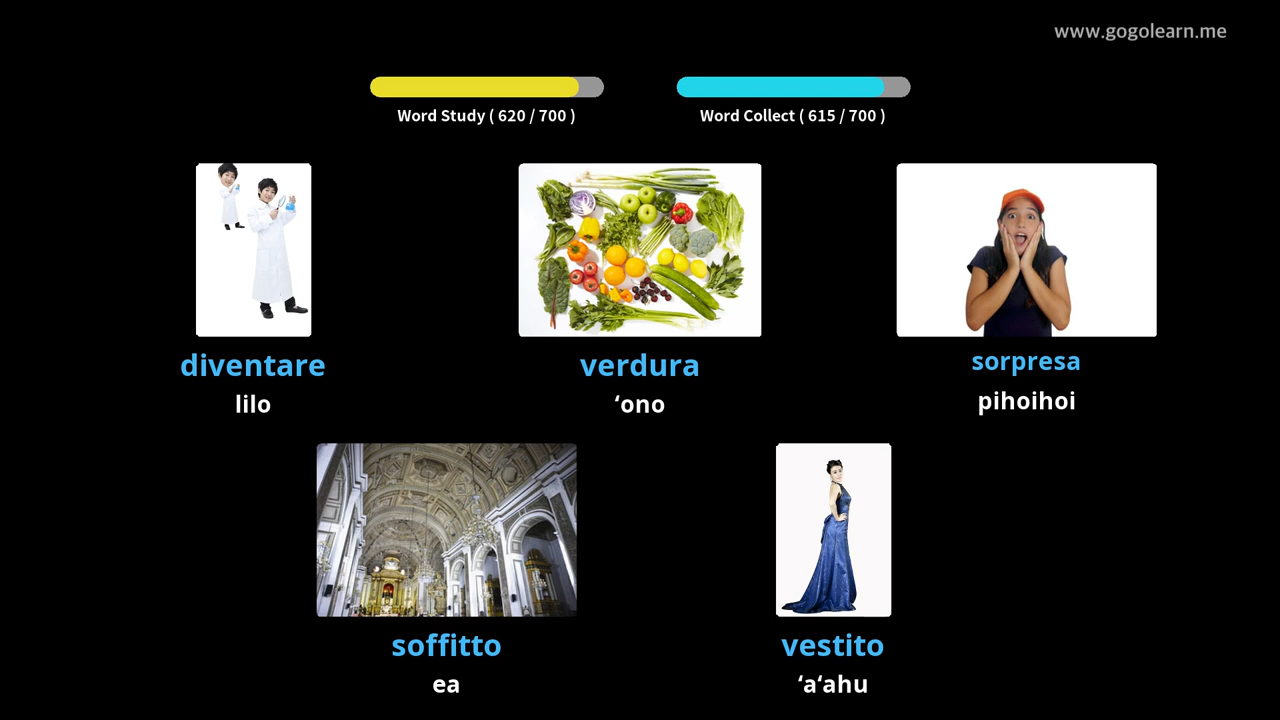 www.gogolearn.me
Word Study ( 620 / 700 )
Word Collect ( 615 / 700 )
diventare
lilo
verdura
ʻono
sorpresa
pihoihoi
soffitto
ea
vestito
ʻaʻahu